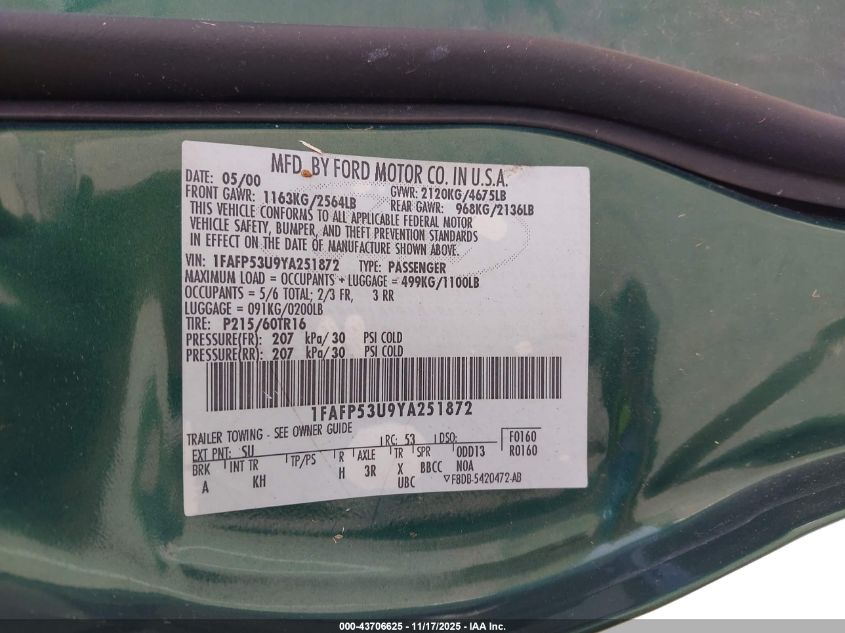 MFD. BY FORD MOTOR CO. IN U.S.A.
DATE: 05/00 GVWR: 2120KG/4675LB
FRONT GAWR: 1163KG/2564LB REAR GAWR: 968KG/2136LB
THIS VEHICLE CONFORMS TO ALL APPLICABLE FEDERAL MOTOR
VEHICLE SAFETY, BUMPER, AND THEFT PREVENTION STANDARDS
IN EFFECT ON THE DATE OF MANUFACTURE SHOWN ABOVE.
VIN: 1FAFP53U9YA251872 TYPE: PASSENGER
MAXIMUM LOAD = OCCUPANTS + LUGGAGE = 499KG/1100LB
OCCUPANTS = 5/6 TOTAL; 2/3 FR, 3 RR
LUGGAGE = 091KG/0200LB
TIRE: P215/60TR16
PRESSURE(FR): 207 kPa/30 PSI COLD
PRESSURE(RR): 207 kPa/30 PSI COLD
1FAFP53U9YA251872
TRAILER TOWING - SEE OWNER GUIDE
EXT PNT: SU RC: 53 DSO: F0160
BRK INT TR TP/PS R AXLE TR SPR ODD13 R0160
A KH H 3R X BBCC NOA
UBC ▽F8DB-5420472-AB
000-43706625 - 11/17/2025 - IAA Inc.